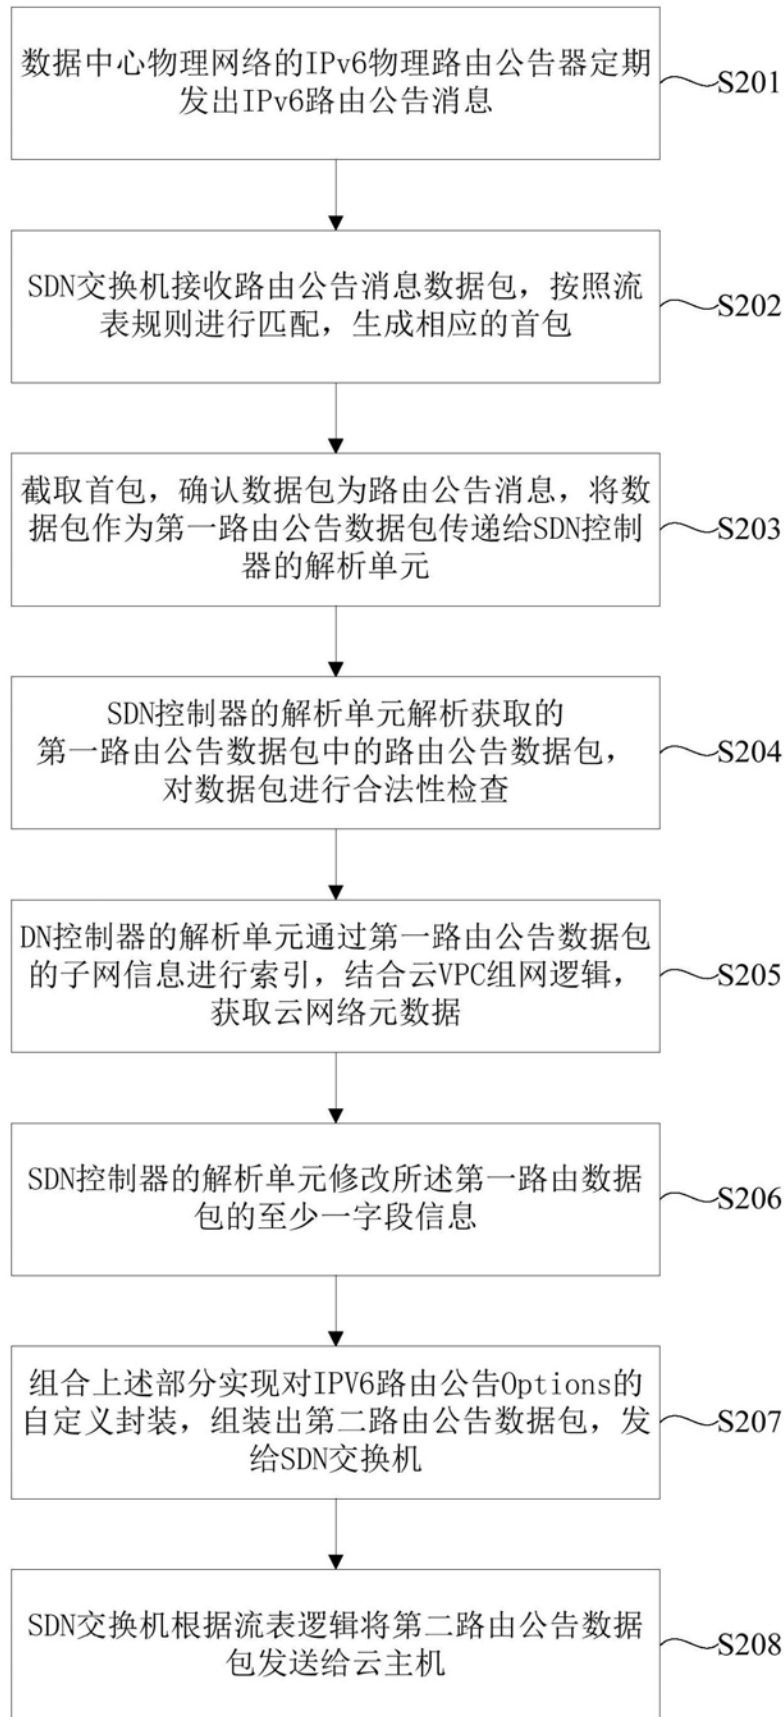 数据中心物理网络的IPv6物理路由公告器定期
发出IPv6路由公告消息
S201
SDN交换机接收路由公告消息数据包，按照流
表规则进行匹配，生成相应的首包
S202
截取首包，确认数据包为路由公告消息，将数
据包作为第一路由公告数据包传递给SDN控制
器的解析单元
S203
SDN控制器的解析单元解析获取的
第一路由公告数据包中的路由公告数据包，
对数据包进行合法性检查
S204
DN控制器的解析单元通过第一路由公告数据包
的子网信息进行索引，结合云VPC组网逻辑，
获取云网络元数据
S205
SDN控制器的解析单元修改所述第一路由数据
包的至少一字段信息
S206
组合上述部分实现对IPV6路由公告Options的
自定义封装，组装出第二路由公告数据包，发
给SDN交换机
S207
SDN交换机根据流表逻辑将第二路由公告数据
包发送给云主机
S208